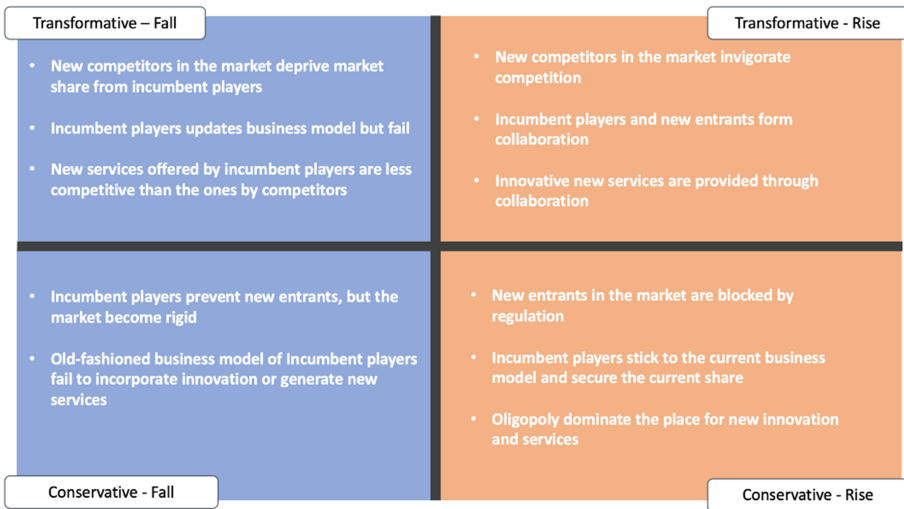 Transformative – Fall
• New competitors in the market deprive market
share from incumbent players
• Incumbent players updates business model but fail
• New services offered by incumbent players are less
competitive than the ones by competitors
Transformative - Rise
• New competitors in the market invigorate
competition
• Incumbent players and new entrants form
collaboration
• Innovative new services are provided through
collaboration
• Incumbent players prevent new entrants, but the
market become rigid
• Old-fashioned business model of Incumbent players
fail to incorporate innovation or generate new
services
Conservative - Fall
• New entrants in the market are blocked by
regulation
• Incumbent players stick to the current business
model and secure the current share
• Oligopoly dominate the place for new innovation
and services
Conservative - Rise